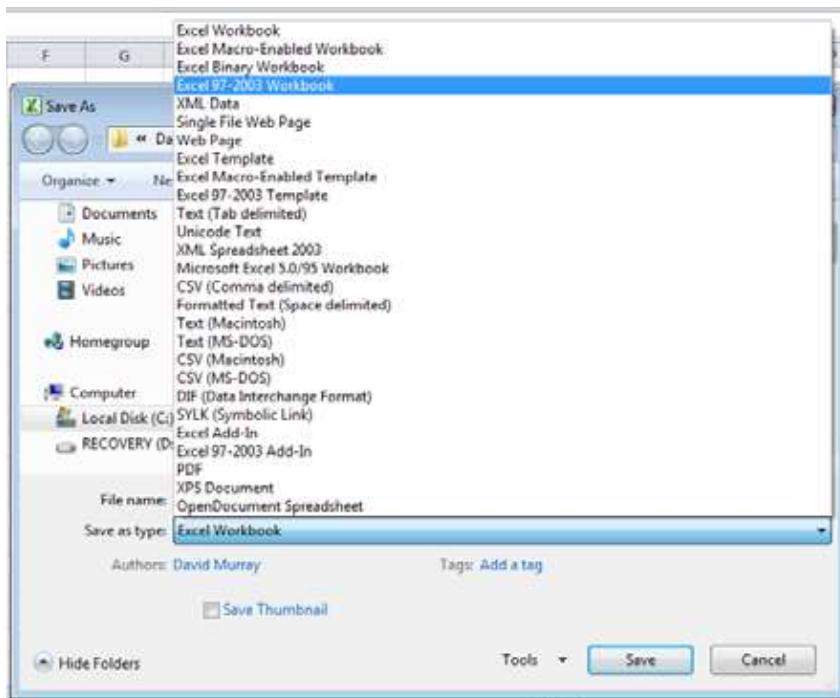 Excel Workbook
Excel Macro-Enabled Workbook
Excel Binary Workbook
F G
Excel 97-2003 Workbook
Save As
XML Data
Single File Web Page
« Da
Web Page
Excel Template
Organize Ne
Excel Macro-Enabled Template
Excel 97-2003 Template
Documents
Text (Tab delimited)
Unicode Text
Music
XML Spreadsheet 2003
Pictures
Microsoft Excel 5.0/95 Workbook
Videos
CSV (Comma delimited)
Formatted Text (Space delimited)
Text (Macintosh)
Homegroup
Text (MS-DOS)
CSV (Macintosh)
CSV (MS-DOS)
Computer
DIF (Data Interchange Format)
Local Disk (C:)
SYLK (Symbolic Link)
Excel Add-In
RECOVERY (D:
Excel 97-2003 Add-In
PDF
XPS Document
File name:
OpenDocument Spreadsheet
Save as type: Excel Workbook
Authors: David Murray Tags: Add a tag
Save Thumbnail
Hide Folders Tools Save Cancel